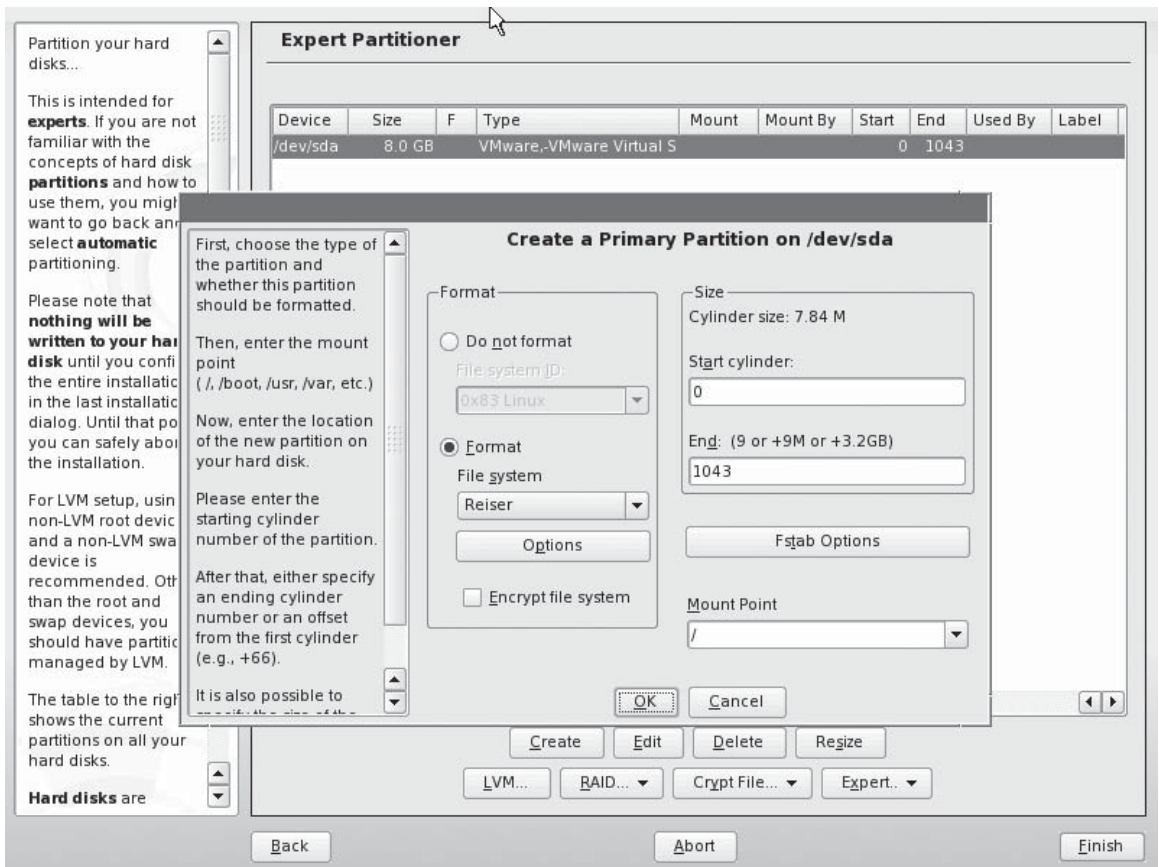 Partition your hard
disks...
This is intended for
experts. If you are not
familiar with the
concepts of hard disk
partitions and how to
use them, you migh
want to go back an
select automatic
partitioning.
Please note that
nothing will be
written to your har
disk until you confi
the entire installatic
in the last installatic
dialog. Until that po
you can safely abor
the installation.
For LVM setup, usin
non-LVM root devic
and a non-LVM swa
device is
recommended. Oth
than the root and
swap devices, you
should have partitic
managed by LVM.
The table to the righ
shows the current
partitions on all your
hard disks.
Hard disks are
Expert Partitioner
Device Size F Type Mount Mount By Start End Used By Label
/dev/sda 8.0 GB VMware,-VMware Virtual S 0 1043
First, choose the type of
the partition and
whether this partition
should be formatted.
Then, enter the mount
point
( /, /boot, /usr, /var, etc.)
Now, enter the location
of the new partition on
your hard disk.
Please enter the
starting cylinder
number of the partition.
After that, either specify
an ending cylinder
number or an offset
from the first cylinder
(e.g., +66).
It is also possible to
specify the size of the
Create a Primary Partition on /dev/sda
Format
Do not format
File system ID:
0x83 Linux
Format
File system
Reiser
Options
Encrypt file system
Size
Cylinder size: 7.84 M
Start cylinder:
0
End: (9 or +9M or +3.2GB)
1043
Fstab Options
Mount Point
/
OK Cancel
Create Edit Delete Resize
LVM... RAID... Crypt File... Expert..
Back Abort Finish